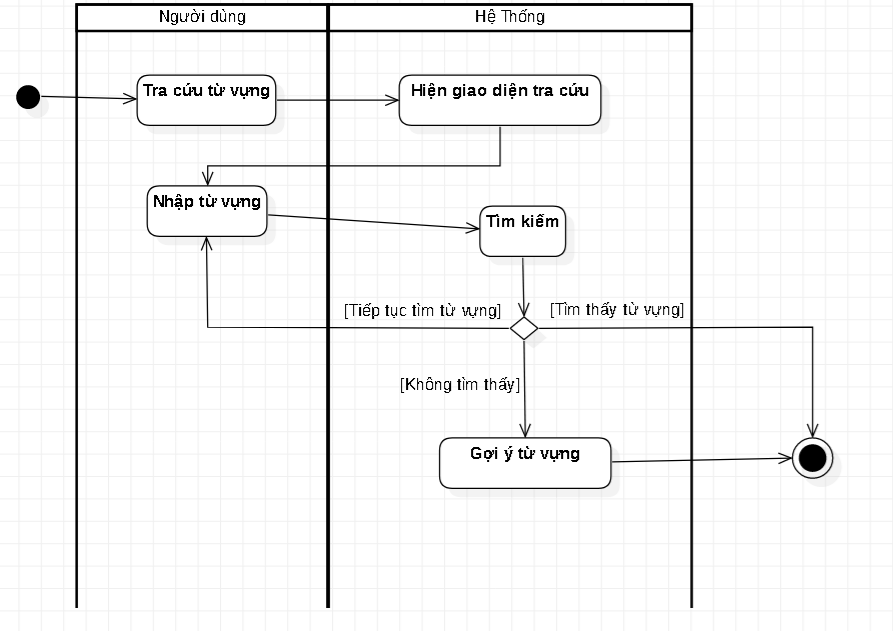 Người dùng
Hệ Thống
Tra cứu từ vựng
Hiện giao diện tra cứu
Nhập từ vựng
Tìm kiếm
[Tiếp tục tìm từ vựng]
[Tìm thấy từ vựng]
[Không tìm thấy]
Gợi ý từ vựng